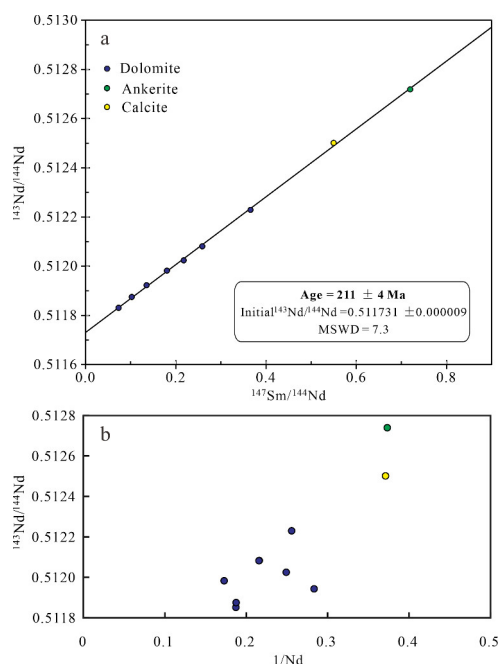 0.5130
a
0.5128
Dolomite
Ankerite
0.5126
Calcite
0.5124
¹⁴³Nd/¹⁴⁴Nd
0.5122
0.5120
Age = 211 ± 4 Ma
Initial¹⁴³Nd/¹⁴⁴Nd =0.511731 ±0.000009
0.5118
MSWD = 7.3
0.5116
0.0
0.2
0.4
0.6
0.8
¹⁴⁷Sm/¹⁴⁴Nd
0.5128
b
0.5126
0.5124
¹⁴³Nd/¹⁴⁴Nd
0.5122
0.5120
0.5118
0
0.1
0.2
0.3
0.4
0.5
1/Nd